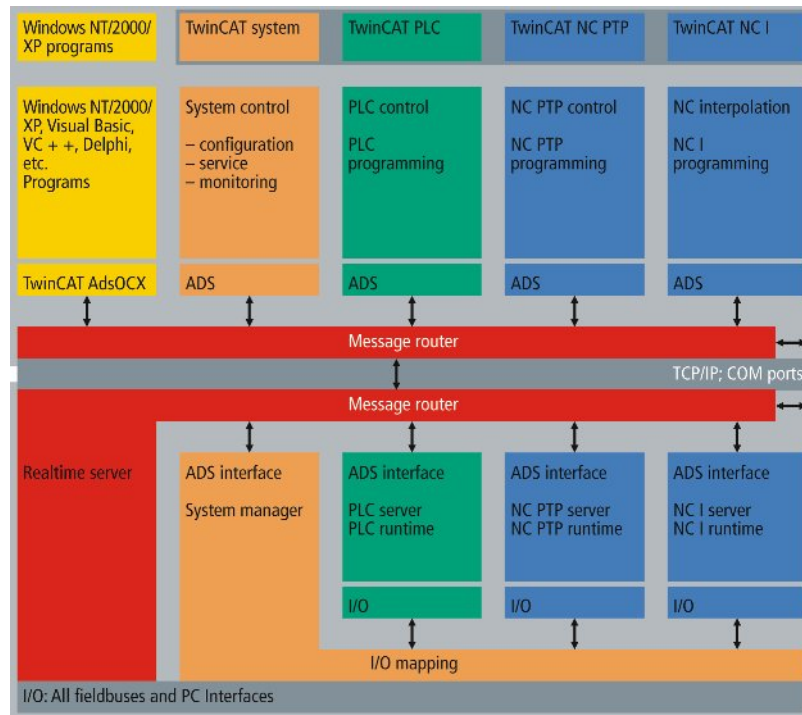 Windows NT/2000/
XP programs
TwinCAT system
TwinCAT PLC
TwinCAT NC PTP
TwinCAT NC I
Windows NT/2000/
XP, Visual Basic,
VC + +, Delphi,
etc.
Programs
System control
– configuration
– service
– monitoring
PLC control
PLC
programming
NC PTP control
NC PTP
programming
NC interpolation
NC I
programming
TwinCAT AdsOCX
ADS
ADS
ADS
ADS
Message router
TCP/IP; COM ports
Message router
Realtime server
ADS interface
System manager
ADS interface
PLC server
PLC runtime
ADS interface
NC PTP server
NC PTP runtime
ADS interface
NC I server
NC I runtime
I/O
I/O
I/O
I/O mapping
I/O: All fieldbuses and PC Interfaces